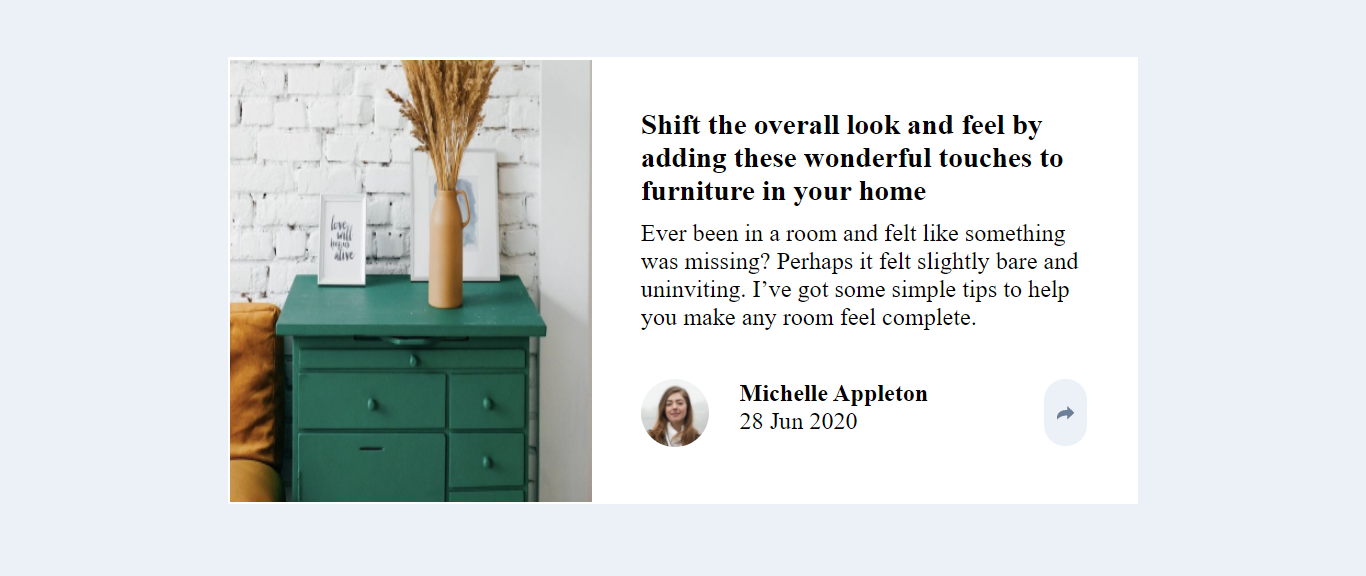 love
will
alive
Shift the overall look and feel by
adding these wonderful touches to
furniture in your home
Ever been in a room and felt like something
was missing? Perhaps it felt slightly bare and
uninviting. I’ve got some simple tips to help
you make any room feel complete.
Michelle Appleton
28 Jun 2020